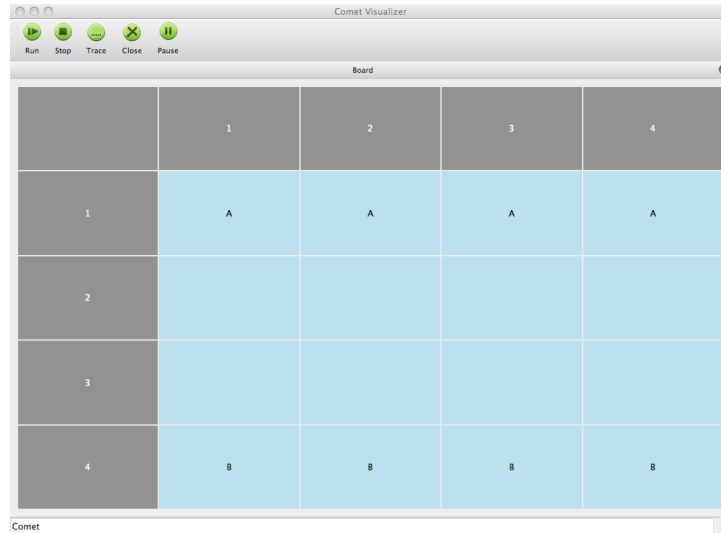 Comet Visualizer
Run Stop Trace Close Pause
Board
1 2 3 4
1 A A A A
2
3
4 B B B B
Comet